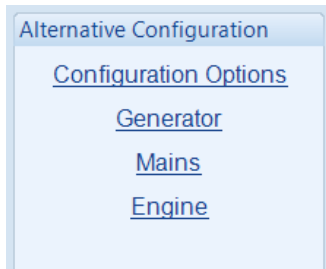 Alternative Configuration
Configuration Options
Generator
Mains
Engine